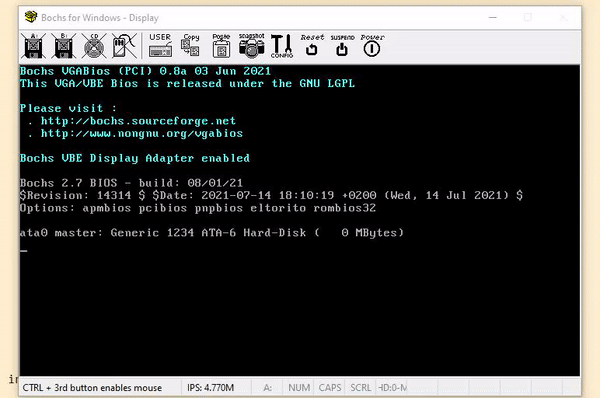 Bochs for Windows - Display
A: B: CD USER Copy Paste snapshot CONFIG Reset SUSPEND Power
Bochs VGABios (PCI) 0.8a 03 Jun 2021
This VGA/VBE Bios is released under the GNU LGPL
Please visit :
. http://bochs.sourceforge.net
. http://www.nongnu.org/vgabios
Bochs VBE Display Adapter enabled
Bochs 2.7 BIOS - build: 08/01/21
$Revision: 14314 $ $Date: 2021-07-14 18:10:19 +0200 (Wed, 14 Jul 2021) $
Options: apmbios pcibios pnpbios eltorito rombios32
ata0 master: Generic 1234 ATA-6 Hard-Disk (   0 MBytes)
CTRL + 3rd button enables mouse IPS: 4.770M A: NUM CAPS SCRL HD:0-M